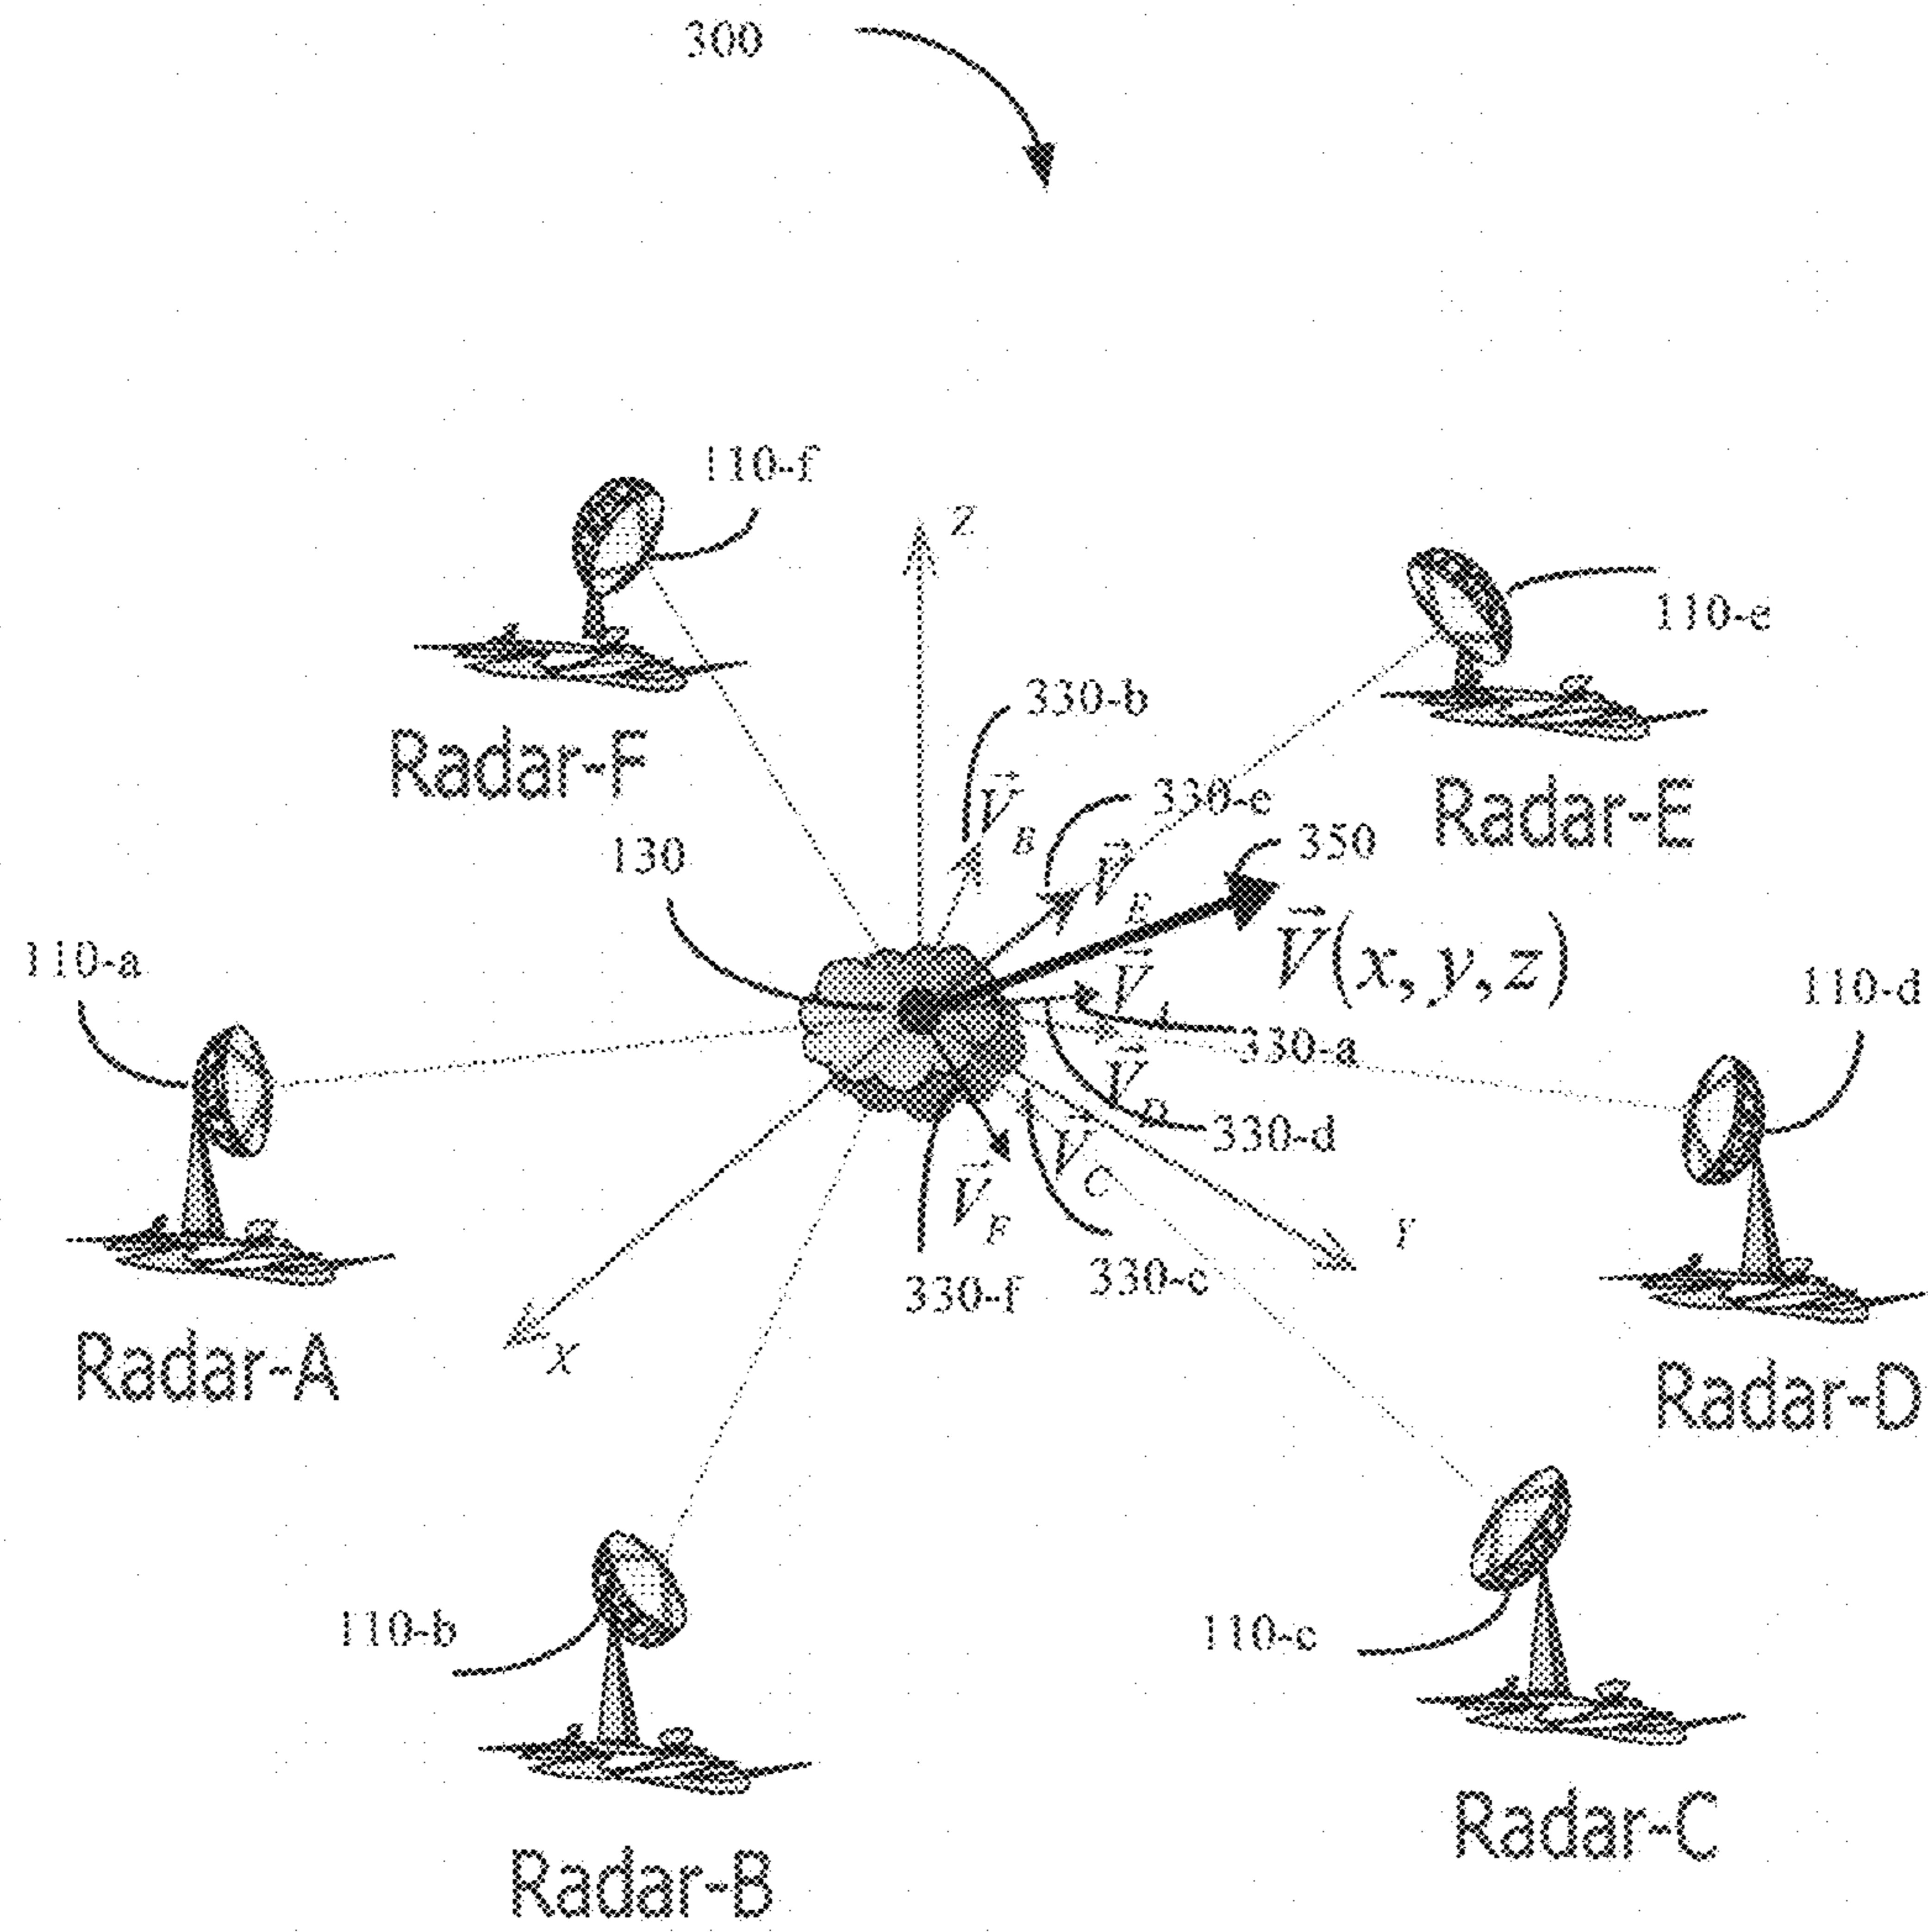 300
110-f
z
110-e
330-b
Radar-F
V⃗ B
330-e
Radar-E
130
V⃗ E
350
V⃗(x, y, z)
110-a
V⃗ A
110-d
330-a
V⃗ D
330-d
V⃗ C
V⃗ F
Y
330-f
330-c
x
Radar-A
Radar-D
110-b
110-c
Radar-C
Radar-B